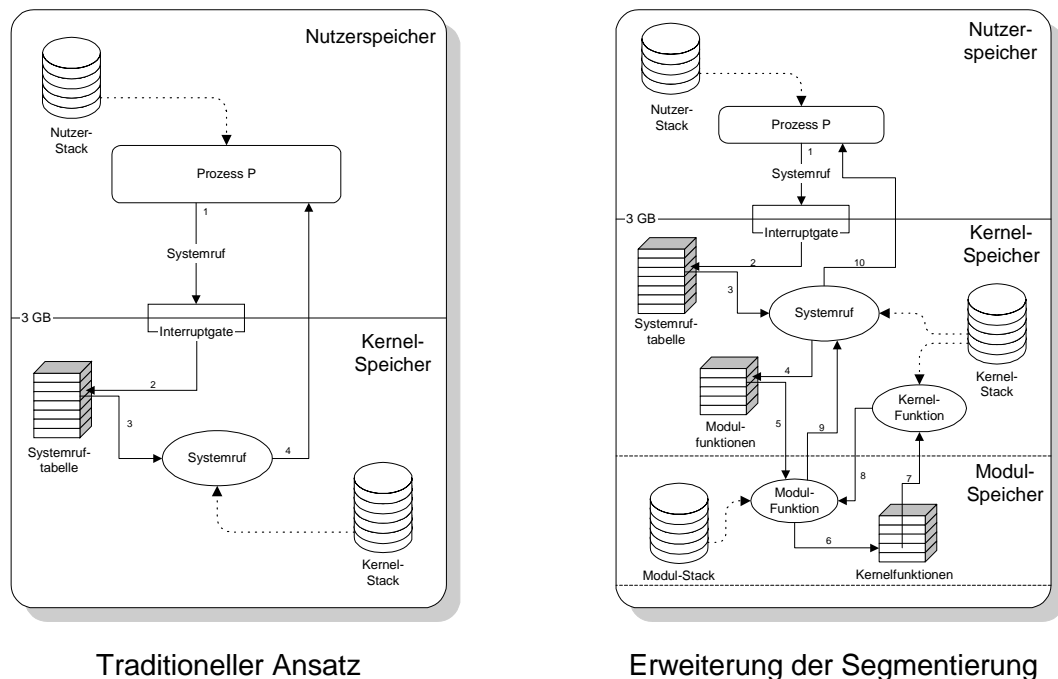 Nutzerspeicher
Nutzer-
Stack
Prozess P
1
Systemruf
3 GB
Interruptgate
Kernel-
Speicher
2
3
Systemruf-
tabelle
Systemruf
4
Kernel-
Stack
Traditioneller Ansatz
Nutzer-
speicher
Nutzer-
Stack
Prozess P
1
Systemruf
3 GB
Interruptgate
Kernel-
Speicher
2
10
3
Systemruf-
tabelle
Systemruf
4
Kernel-
Stack
Kernel-
Funktion
Modul-
funktionen
5
9
8
7
Modul-
Speicher
Modul-
Funktion
6
Modul-Stack
Kernelfunktionen
Erweiterung der Segmentierung